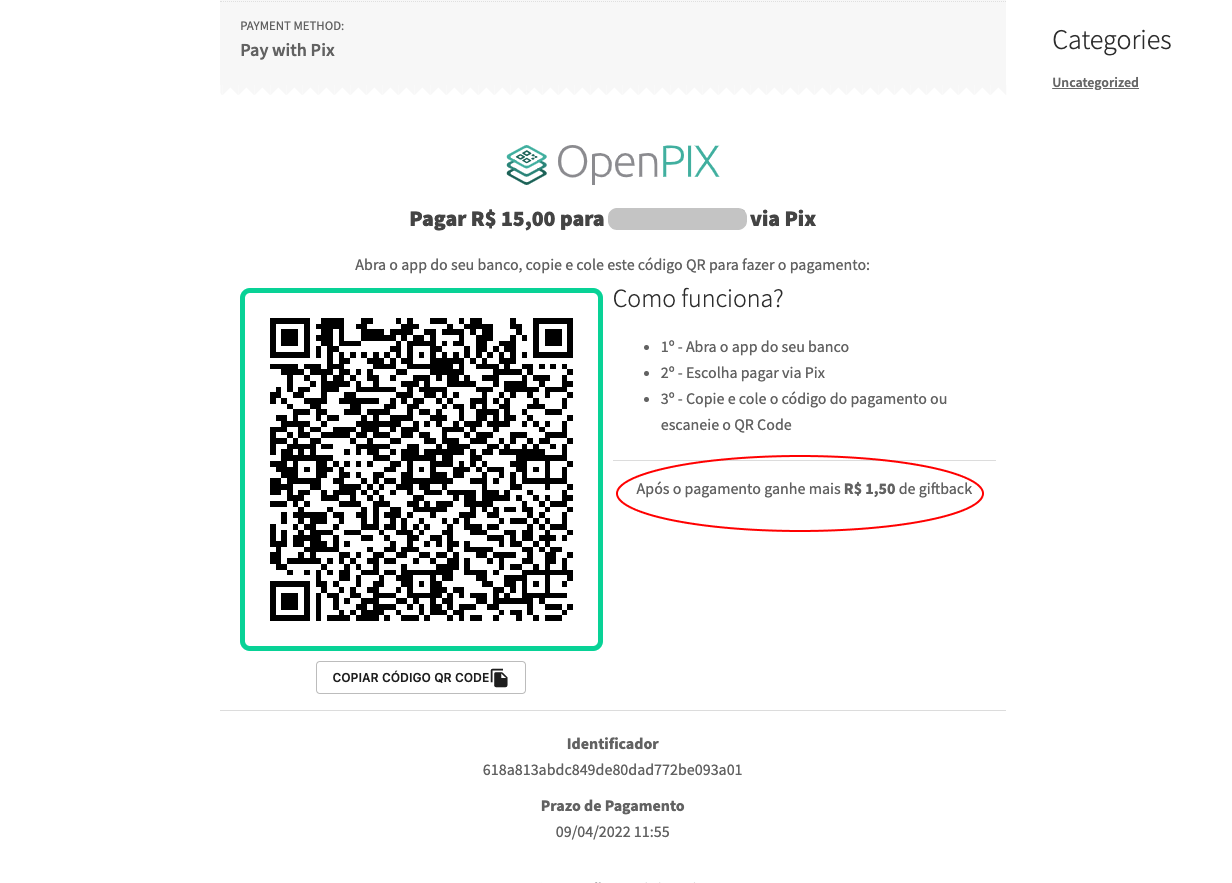 PAYMENT METHOD:
Pay with Pix
Categories
Uncategorized
OpenPIX
Pagar R$ 15,00 para via Pix
Abra o app do seu banco, copie e cole este código QR para fazer o pagamento:
Como funciona?
1º - Abra o app do seu banco
2º - Escolha pagar via Pix
3º - Copie e cole o código do pagamento ou
escaneie o QR Code
Após o pagamento ganhe mais R$ 1,50 de giftback
COPIAR CÓDIGO QR CODE
Identificador
618a813abdc849de80dad772be093a01
Prazo de Pagamento
09/04/2022 11:55